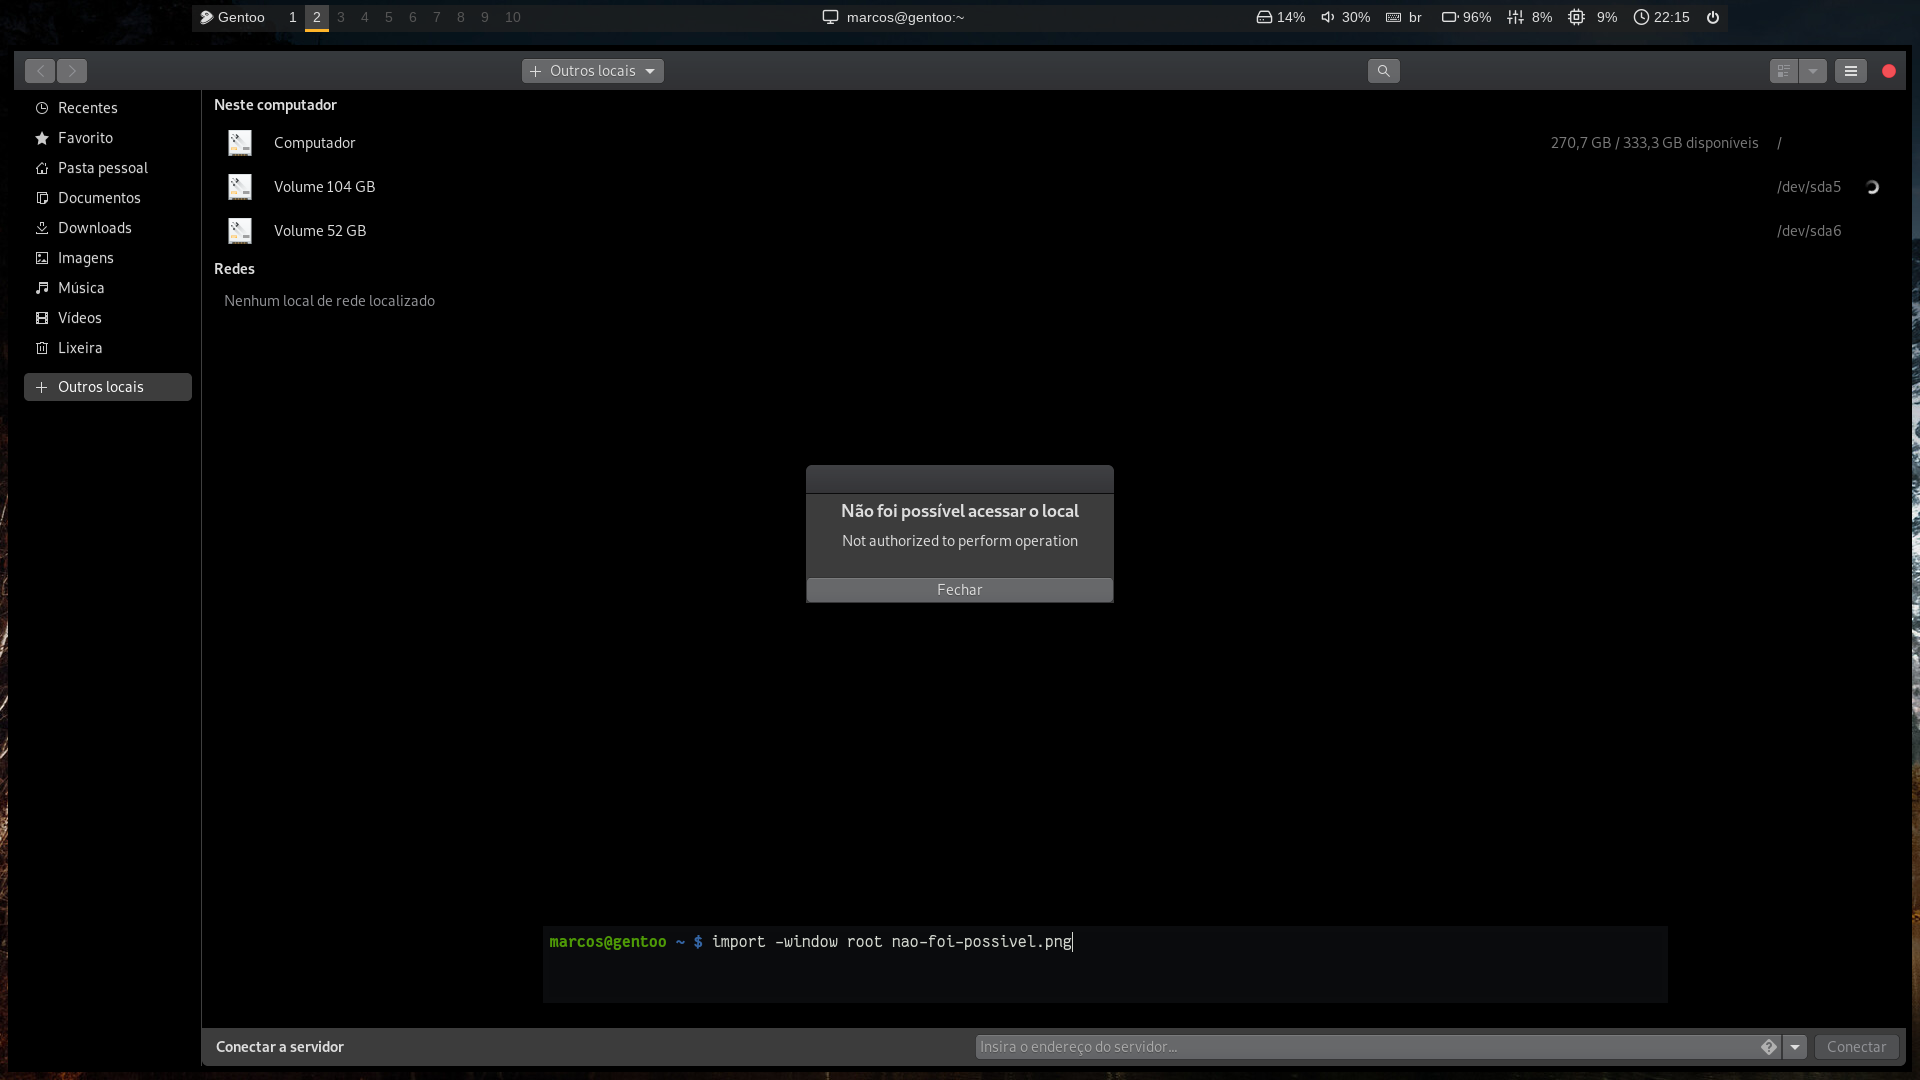 Gentoo 1 2 3 4 5 6 7 8 9 10 marcos@gentoo:~ 14% 30% br 96% 8% 9% 22:15
Outros locais
Recentes
Favorito
Pasta pessoal
Documentos
Downloads
Imagens
Música
Vídeos
Lixeira
Outros locais
Neste computador
Computador 270,7 GB / 333,3 GB disponíveis /
Volume 104 GB /dev/sda5
Volume 52 GB /dev/sda6
Redes
Nenhum local de rede localizado
Não foi possível acessar o local
Not authorized to perform operation
Fechar
marcos@gentoo ~ $ import -window root nao-foi-possivel.png
Conectar a servidor Insira o endereço do servidor... Conectar